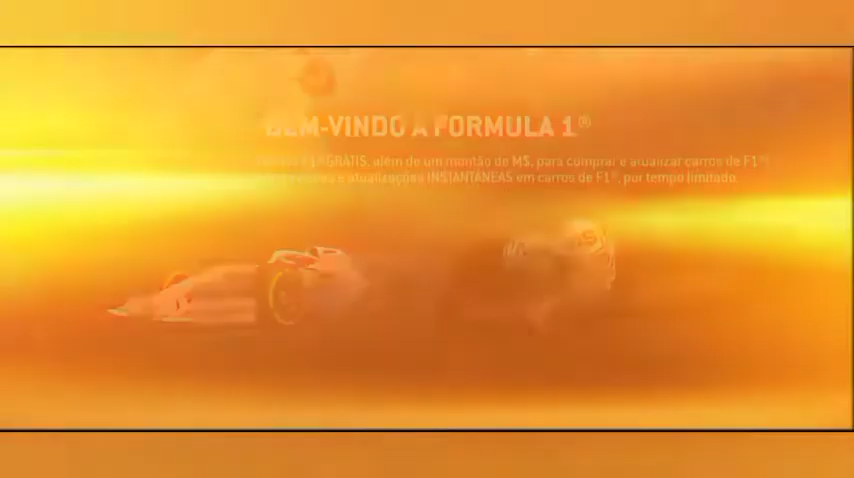 BEM-VINDO A FORMULA 1®
GRÁTIS, além de um montão de M$, para comprar e atualizar carros de F1®
e atualizações INSTANTÂNEAS em carros de F1®, por tempo limitado.